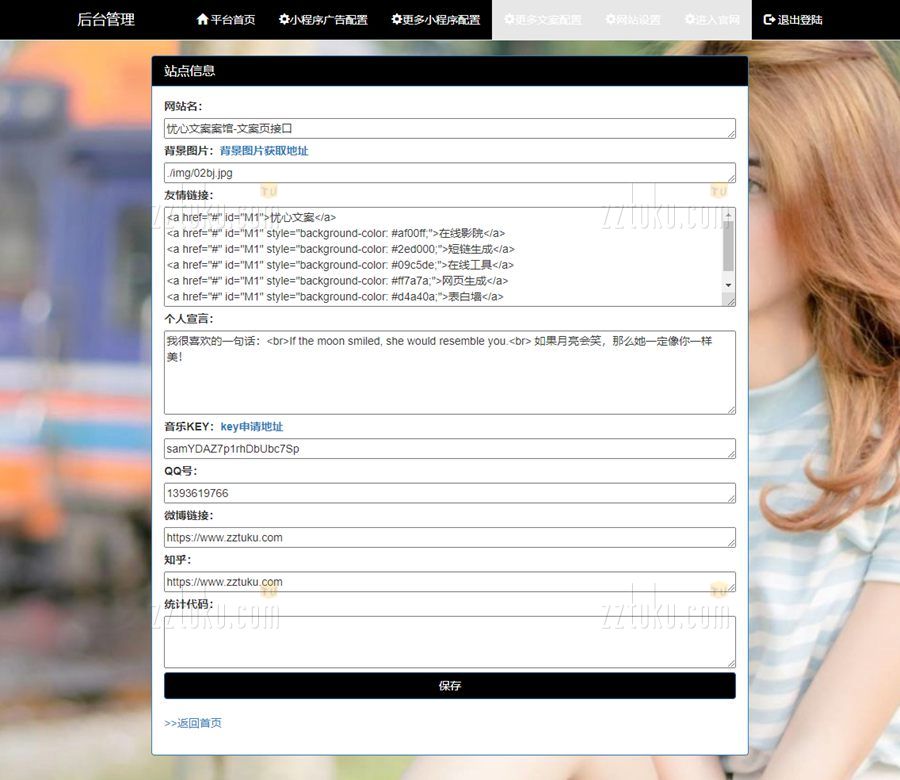 后台管理 平台首页 小程序广告配置 更多小程序配置 更多文案配置 网站设置 进入官网 退出登陆
站点信息
网站名:
忧心文案案馆-文案页接口
背景图片: 背景图片获取地址
./img/02bj.jpg
友情链接:
<a href="#" id="M1">忧心文案</a>
<a href="#" id="M1" style="background-color: #af00ff;">在线影院</a>
<a href="#" id="M1" style="background-color: #2ed000;">短链生成</a>
<a href="#" id="M1" style="background-color: #09c5de;">在线工具</a>
<a href="#" id="M1" style="background-color: #ff7a7a;">网页生成</a>
<a href="#" id="M1" style="background-color: #d4a40a;">表白墙</a>
个人宣言:
我很喜欢的一句话：<br>If the moon smiled, she would resemble you.<br> 如果月亮会笑，那么她一定像你一样
美！
音乐KEY: key申请地址
samYDAZ7p1rhDbUbc7Sp
QQ号:
1393619766
微博链接:
https://www.zztuku.com
知乎:
https://www.zztuku.com
统计代码:
保存
>>返回首页
TU
zztuku.com
TU
zztuku.com
TU
zztuku.com
TU
zztuku.com